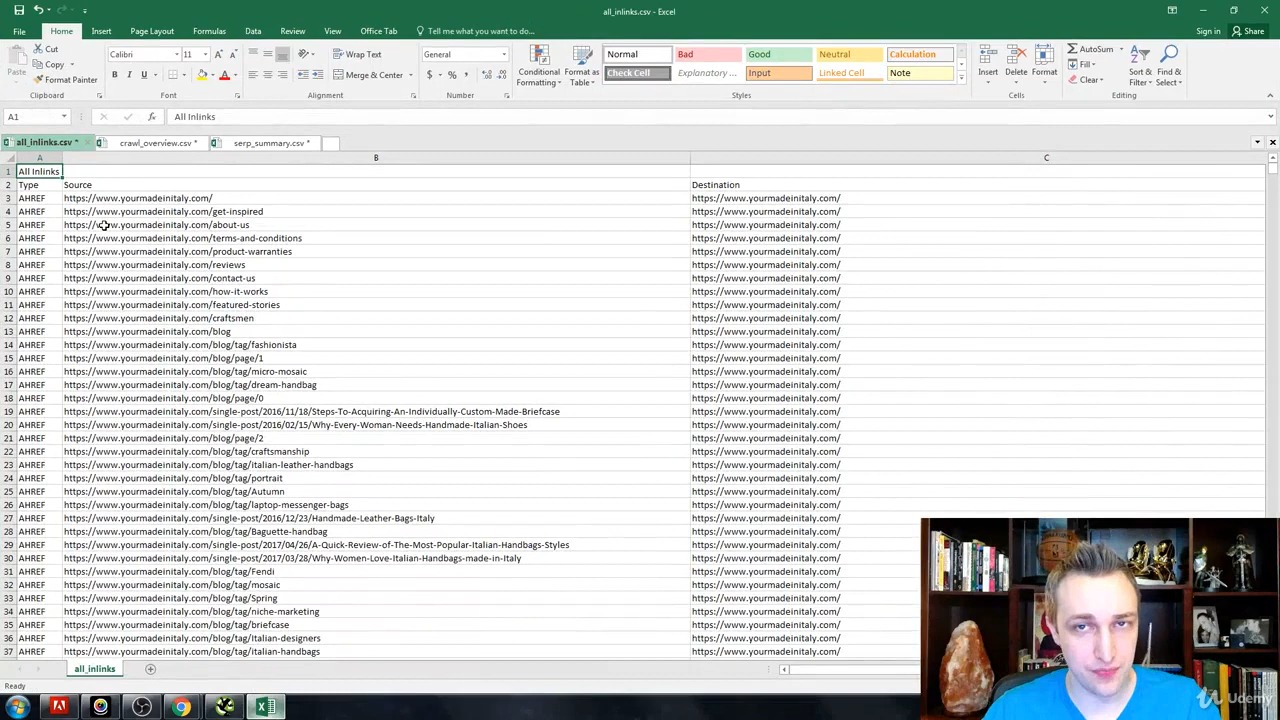 all_inlinks.csv - Excel
File Home Insert Page Layout Formulas Data Review View Tell me what you want to do... Sign in Share
Cut
Copy
Format Painter
Paste
Clipboard
Calibri 11
B I U
Font
Wrap Text
Merge & Center
Alignment
General
$ % ,
Number
Conditional Formatting
Format as Table
Normal Bad Good Neutral Calculation
Check Cell Explanatory ... Input Linked Cell Note
Styles
Insert Delete Format
Cells
AutoSum
Fill
Clear
Sort & Filter
Find & Select
Editing
A1 All Inlinks
all_inlinks.csv * crawl_overview.csv * serp_summary.csv *
A B C
1 All Inlinks
2 Type Source Destination
3 AHREF https://www.yourmadeinitaly.com/ https://www.yourmadeinitaly.com/
4 AHREF https://www.yourmadeinitaly.com/get-inspired https://www.yourmadeinitaly.com/
5 AHREF https://www.yourmadeinitaly.com/about-us https://www.yourmadeinitaly.com/
6 AHREF https://www.yourmadeinitaly.com/terms-and-conditions https://www.yourmadeinitaly.com/
7 AHREF https://www.yourmadeinitaly.com/product-warranties https://www.yourmadeinitaly.com/
8 AHREF https://www.yourmadeinitaly.com/reviews https://www.yourmadeinitaly.com/
9 AHREF https://www.yourmadeinitaly.com/contact-us https://www.yourmadeinitaly.com/
10 AHREF https://www.yourmadeinitaly.com/how-it-works https://www.yourmadeinitaly.com/
11 AHREF https://www.yourmadeinitaly.com/featured-stories https://www.yourmadeinitaly.com/
12 AHREF https://www.yourmadeinitaly.com/craftsmen https://www.yourmadeinitaly.com/
13 AHREF https://www.yourmadeinitaly.com/blog https://www.yourmadeinitaly.com/
14 AHREF https://www.yourmadeinitaly.com/blog/tag/fashionista https://www.yourmadeinitaly.com/
15 AHREF https://www.yourmadeinitaly.com/blog/page/1 https://www.yourmadeinitaly.com/
16 AHREF https://www.yourmadeinitaly.com/blog/tag/micro-mosaic https://www.yourmadeinitaly.com/
17 AHREF https://www.yourmadeinitaly.com/blog/tag/dream-handbag https://www.yourmadeinitaly.com/
18 AHREF https://www.yourmadeinitaly.com/blog/page/0 https://www.yourmadeinitaly.com/
19 AHREF https://www.yourmadeinitaly.com/single-post/2016/11/18/Steps-To-Acquiring-An-Individually-Custom-Made-Briefcase https://www.yourmadeinitaly.com/
20 AHREF https://www.yourmadeinitaly.com/single-post/2016/02/15/Why-Every-Woman-Needs-Handmade-Italian-Shoes https://www.yourmadeinitaly.com/
21 AHREF https://www.yourmadeinitaly.com/blog/page/2 https://www.yourmadeinitaly.com/
22 AHREF https://www.yourmadeinitaly.com/blog/tag/craftsmanship https://www.yourmadeinitaly.com/
23 AHREF https://www.yourmadeinitaly.com/blog/tag/italian-leather-handbags https://www.yourmadeinitaly.com/
24 AHREF https://www.yourmadeinitaly.com/blog/tag/portrait https://www.yourmadeinitaly.com/
25 AHREF https://www.yourmadeinitaly.com/blog/tag/Autumn https://www.yourmadeinitaly.com/
26 AHREF https://www.yourmadeinitaly.com/blog/tag/laptop-messenger-bags https://www.yourmadeinitaly.com/
27 AHREF https://www.yourmadeinitaly.com/single-post/2016/12/23/Handmade-Leather-Bags-Italy https://www.yourmadeinitaly.com/
28 AHREF https://www.yourmadeinitaly.com/blog/tag/Baguette-handbag https://www.yourmadeinitaly.com/
29 AHREF https://www.yourmadeinitaly.com/single-post/2017/04/26/A-Quick-Review-of-The-Most-Popular-Italian-Handbags-Styles https://www.yourmadeinitaly.com/
30 AHREF https://www.yourmadeinitaly.com/single-post/2017/03/28/Why-Women-Love-Italian-Handbags-made-in-Italy https://www.yourmadeinitaly.com/
31 AHREF https://www.yourmadeinitaly.com/blog/tag/Fendi https://www.yourmadeinitaly.com/
32 AHREF https://www.yourmadeinitaly.com/blog/tag/mosaic https://www.yourmadeinitaly.com/
33 AHREF https://www.yourmadeinitaly.com/blog/tag/Spring https://www.yourmadeinitaly.com/
34 AHREF https://www.yourmadeinitaly.com/blog/tag/niche-marketing https://www.yourmadeinitaly.com/
35 AHREF https://www.yourmadeinitaly.com/blog/tag/briefcase https://www.yourmadeinitaly.com/
36 AHREF https://www.yourmadeinitaly.com/blog/tag/italian-designers https://www.yourmadeinitaly.com/
37 AHREF https://www.yourmadeinitaly.com/blog/tag/italian-handbags https://www.yourmadeinitaly.com/
all_inlinks
Ready
Udemy